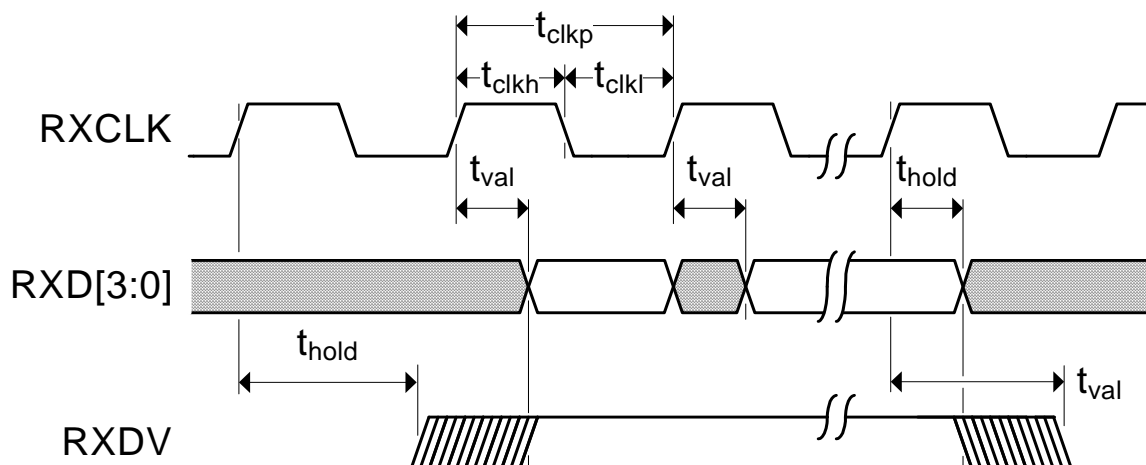 tclkp
tclkh tclkl
RXCLK
tval tval thold
RXD[3:0]
thold
tval
RXDV